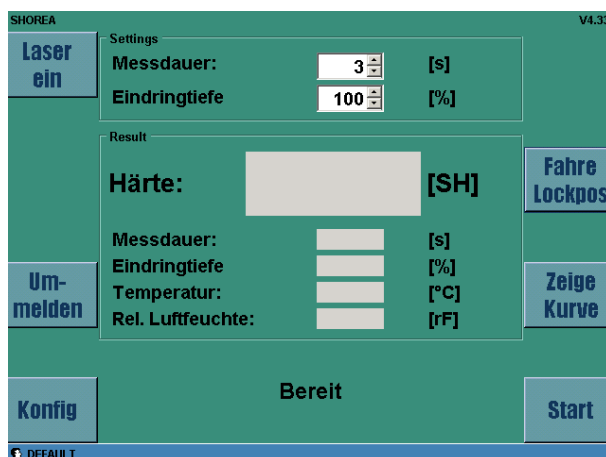 SHOREA V4.33
Laser
ein
Settings
Messdauer: 3 [s]
Eindringtiefe 100 [%]
Result
Härte: [SH]
Fahre
Lockpos
Messdauer: [s]
Eindringtiefe [%]
Temperatur: [°C]
Rel. Luftfeuchte: [rF]
Um-
melden
Zeige
Kurve
Bereit
Konfig
Start
DEFAULT